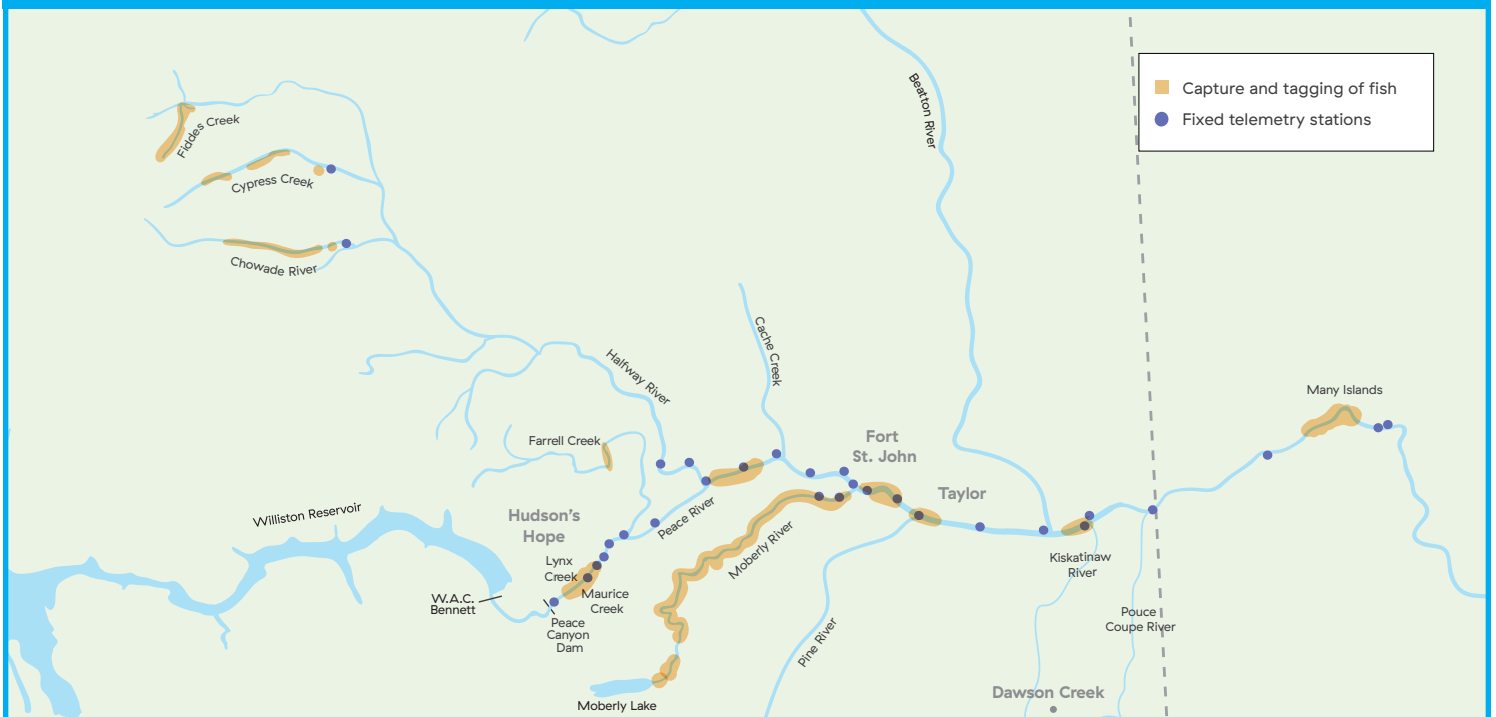 Capture and tagging of fish
Fixed telemetry stations
Beatton River
Fiddes Creek
Cypress Creek
Chowade River
Cache Creek
Halfway River
Many Islands
Farrell Creek
Fort
St. John
Taylor
Peace River
Williston Reservoir
Hudson's
Hope
Moberly River
Lynx
Creek
Kiskatinaw
River
W.A.C.
Bennett
Maurice
Creek
Peace
Canyon
Dam
Pouce
Coupe River
Pine River
Dawson Creek
Moberly Lake